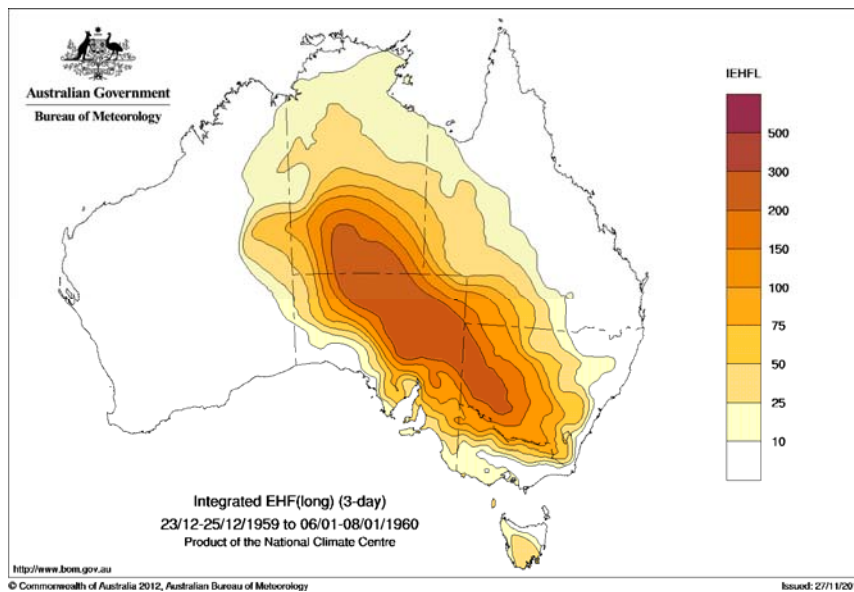 Australian Government
Bureau of Meteorology
IEHFL
500
300
200
150
100
75
50
25
10
Integrated EHF(long) (3-day)
23/12-25/12/1959 to 06/01-08/01/1960
Product of the National Climate Centre
http://www.bom.gov.au
© Commonwealth of Australia 2012, Australian Bureau of Meteorology
Issued: 27/11/20